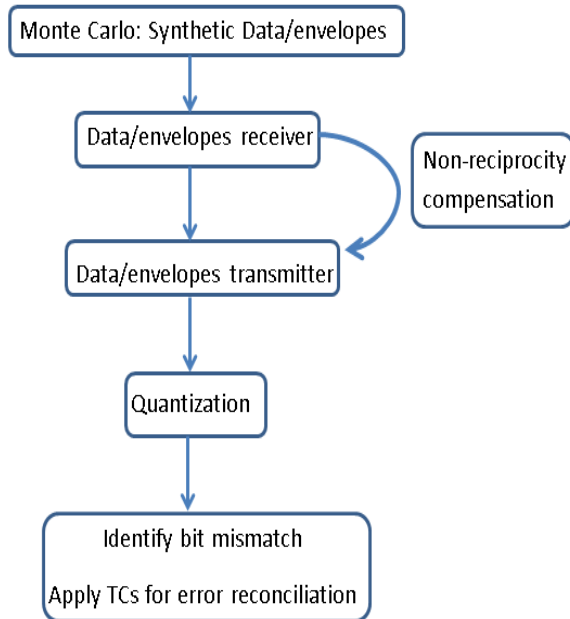 Monte Carlo: Synthetic Data/envelopes
Data/envelopes receiver
Non-reciprocity
compensation
Data/envelopes transmitter
Quantization
Identify bit mismatch
Apply TCs for error reconciliation